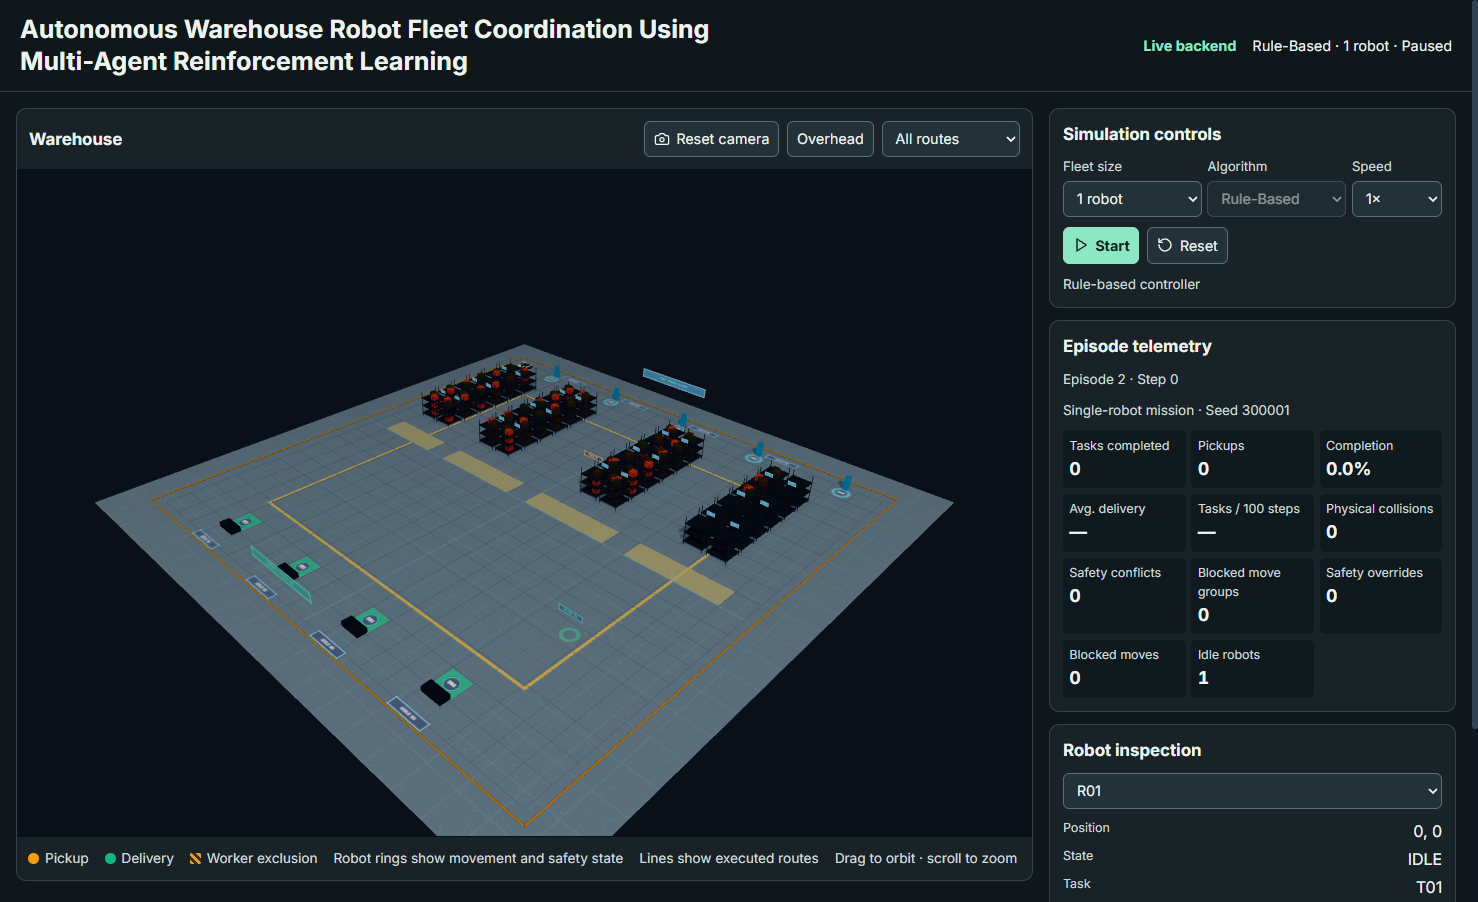 Autonomous Warehouse Robot Fleet Coordination Using
Multi-Agent Reinforcement Learning
Live backend
Rule-Based · 1 robot · Paused
Warehouse
Reset camera
Overhead
All routes
Simulation controls
Fleet size
Algorithm
Speed
1 robot
Rule-Based
1×
Start
Reset
Rule-based controller
Episode telemetry
Episode 2 · Step 0
Single-robot mission · Seed 300001
Tasks completed
0
Pickups
0
Completion
0.0%
Avg. delivery
—
Tasks / 100 steps
—
Physical collisions
0
Safety conflicts
0
Blocked move
groups
0
Safety overrides
0
Blocked moves
0
Idle robots
1
Robot inspection
R01
Position
0, 0
State
IDLE
Task
T01
Pickup
Delivery
Worker exclusion
Robot rings show movement and safety state
Lines show executed routes
Drag to orbit · scroll to zoom